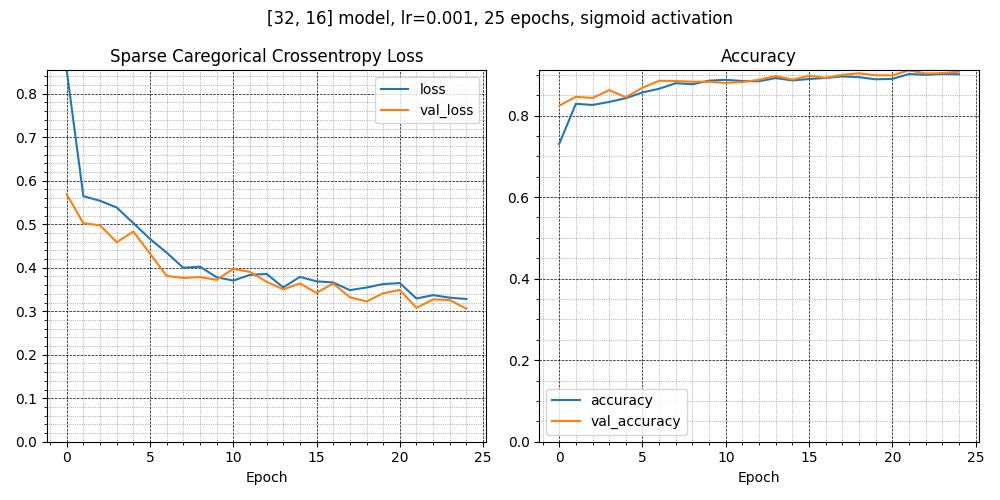 [32, 16] model, lr=0.001, 25 epochs, sigmoid activation
Sparse Caregorical Crossentropy Loss
0.8
0.7
0.6
0.5
0.4
0.3
0.2
0.1
0.0
loss
val_loss
0 5 10 15 20 25
Epoch
Accuracy
0.8
0.6
0.4
0.2
0.0
accuracy
val_accuracy
0 5 10 15 20 25
Epoch